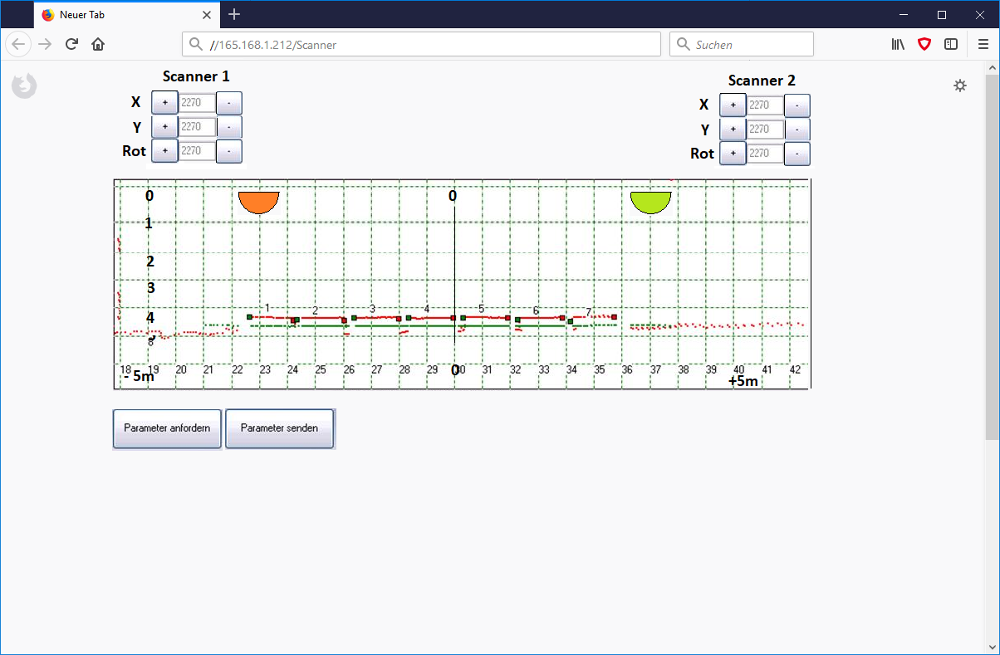 Neuer Tab
//165.168.1.212/Scanner
Suchen
Scanner 1
X + 2270 -
Y + 2270 -
Rot + 2270 -
Scanner 2
X + 2270 -
Y + 2270 -
Rot + 2270 -
0 0
1
2
3
1 2 3 4 5 6 7
4
8
18 19 20 21 22 23 24 25 26 27 28 29 0 31 32 33 34 35 36 37 38 39 40 41 42
- 5m +5m
Parameter anfordern Parameter senden